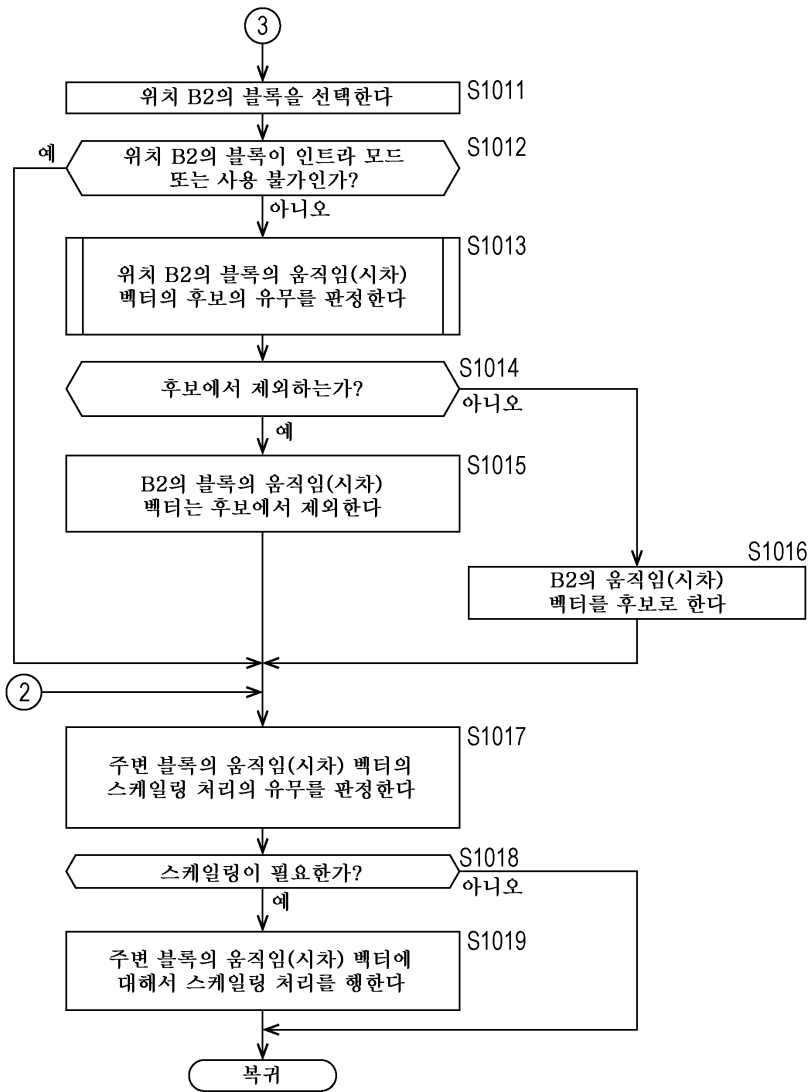 3
위치 B2의 블록을 선택한다
S1011
예
위치 B2의 블록이 인트라 모드
또는 사용 불가인가?
S1012
아니오
위치 B2의 블록의 움직임(시차)
벡터의 후보의 유무를 판정한다
S1013
후보에서 제외하는가?
S1014
아니오
예
B2의 블록의 움직임(시차)
벡터는 후보에서 제외한다
S1015
S1016
B2의 움직임(시차)
벡터를 후보로 한다
2
주변 블록의 움직임(시차) 벡터의
스케일링 처리의 유무를 판정한다
S1017
스케일링이 필요한가?
S1018
아니오
예
주변 블록의 움직임(시차) 벡터에
대해서 스케일링 처리를 행한다
S1019
복귀